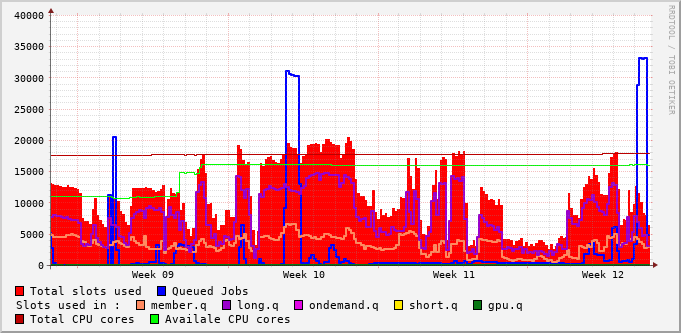 40000
35000
30000
25000
20000
15000
10000
5000
0
Week 09 Week 10 Week 11 Week 12
RRDTOOL / TOBI OETIKER
Total slots used Queued Jobs
Slots used in : member.q long.q ondemand.q short.q gpu.q
Total CPU cores Availale CPU cores